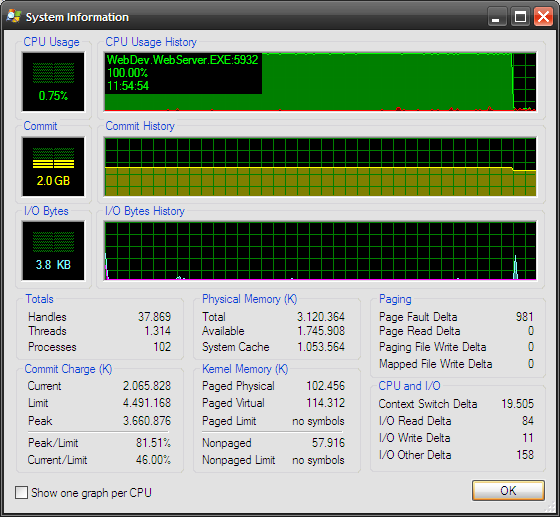 System Information
CPU Usage
CPU Usage History
WebDev.WebServer.EXE:5932
100.00%
11:54:54
0.75%
Commit
Commit History
2.0 GB
I/O Bytes
I/O Bytes History
3.8 KB
Totals
Handles 37.869
Threads 1.314
Processes 102
Physical Memory (K)
Total 3.120.364
Available 1.745.908
System Cache 1.053.564
Paging
Page Fault Delta 981
Page Read Delta 0
Paging File Write Delta 0
Mapped File Write Delta 0
Commit Charge (K)
Current 2.065.828
Limit 4.491.168
Peak 3.660.876
Peak/Limit 81.51%
Current/Limit 46.00%
Kernel Memory (K)
Paged Physical 102.456
Paged Virtual 114.312
Paged Limit no symbols
Nonpaged 57.916
Nonpaged Limit no symbols
CPU and I/O
Context Switch Delta 19.505
I/O Read Delta 84
I/O Write Delta 11
I/O Other Delta 158
Show one graph per CPU
OK